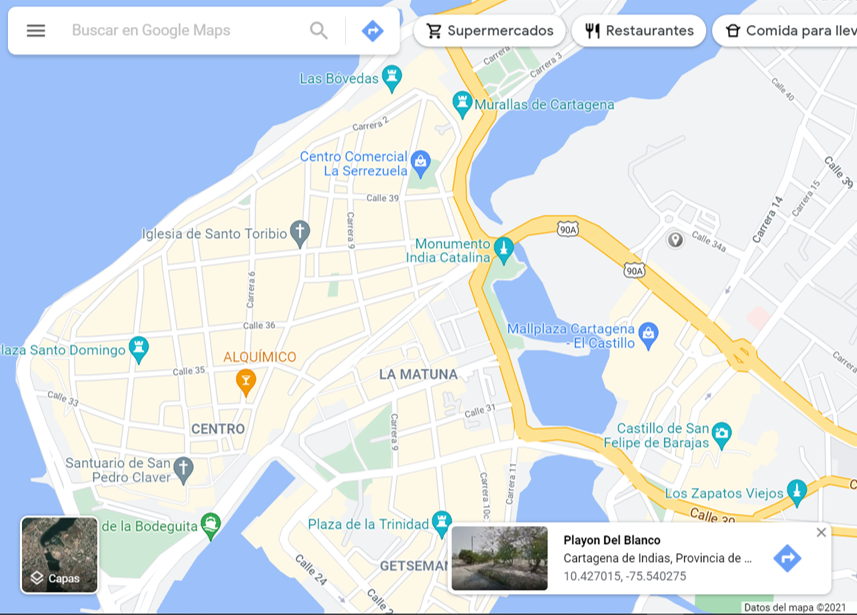 Buscar en Google Maps
Supermercados
Restaurantes
Comida para llev
Las Bóvedas
Murallas de Cartagena
Carrera 3
Carrera 2
Calle 40
Calle 39
Centro Comercial
La Serrezuela
Calle 39
Carrera 15
Carrera 14
Iglesia de Santo Toribio
Carrera 9
Monumento
India Catalina
90A
Calle 34a
90A
Carrera 6
Calle 36
Mallplaza Cartagena
- El Castillo
laza Santo Domingo
ALQUÍMICO
Calle 35
LA MATUNA
Carrera
Calle 33
Calle 31
CENTRO
Carrera 9
Castillo de San
Felipe de Barajas
Santuario de San
Pedro Claver
Carrera 10c
Carrera 11
Los Zapatos Viejos
Calle 30
de la Bodeguita
Plaza de la Trinidad
Playon Del Blanco
Cartagena de Indias, Provincia de ...
10.427015, -75.540275
GETSEMAN
Calle 24
Capas
Datos del mapa ©2021